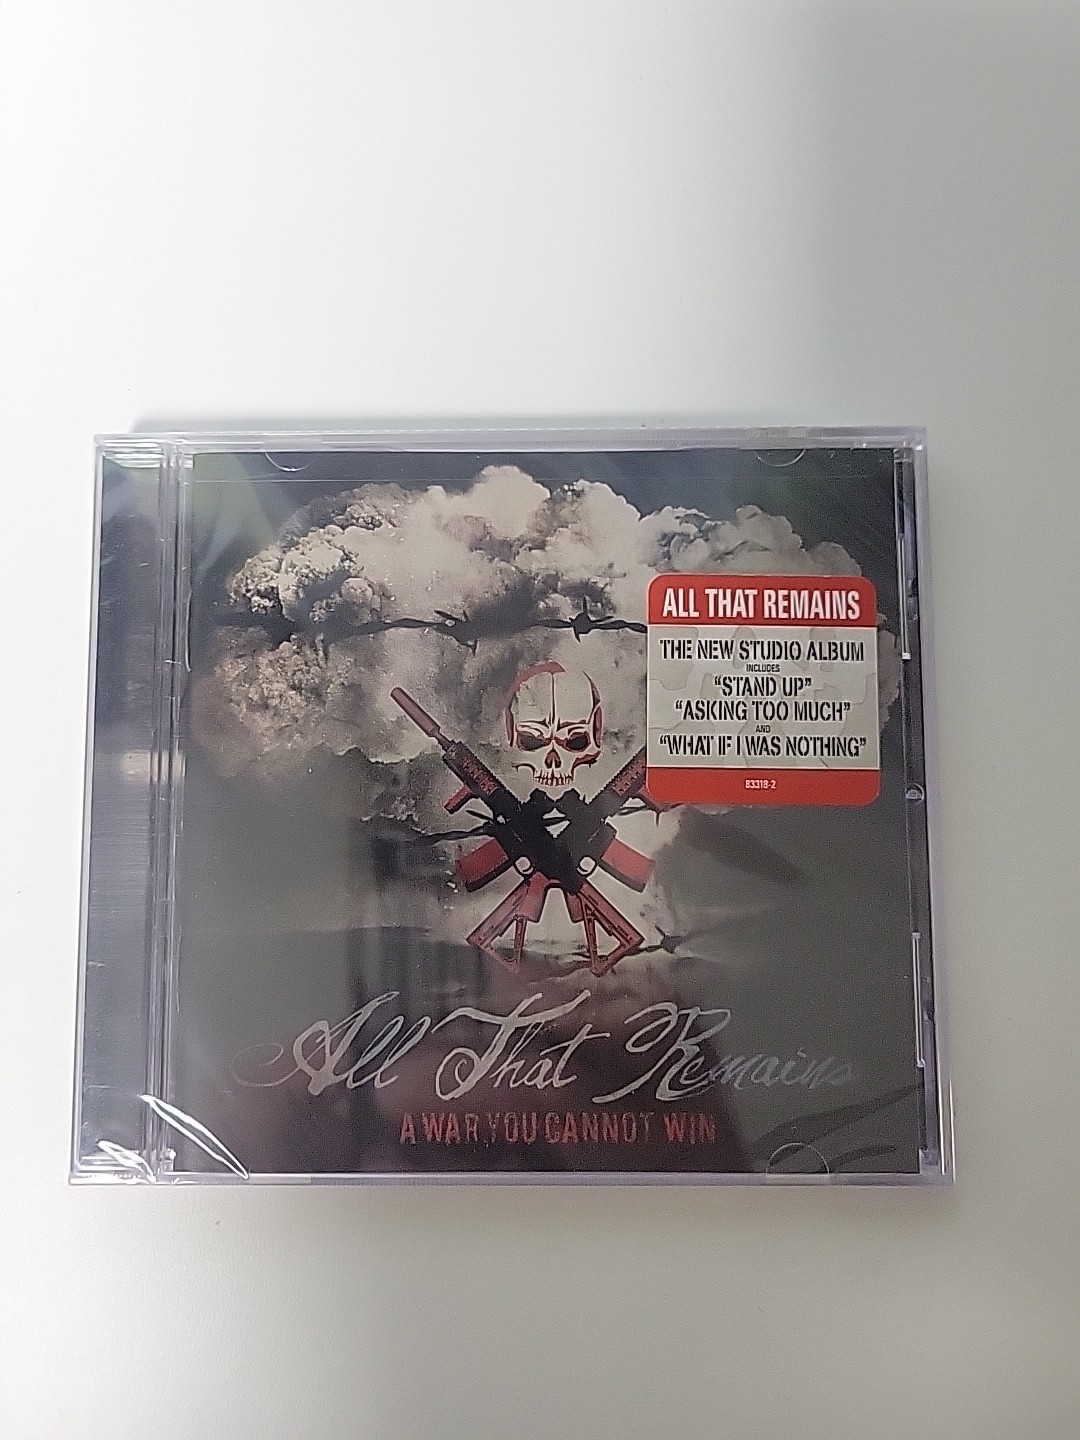 ALL THAT REMAINS
THE NEW STUDIO ALBUM
INCLUDES
"STAND UP"
"ASKING TOO MUCH"
AND
"WHAT IF I WAS NOTHING"
83318-2
All That Remains
A WAR YOU CANNOT WIN